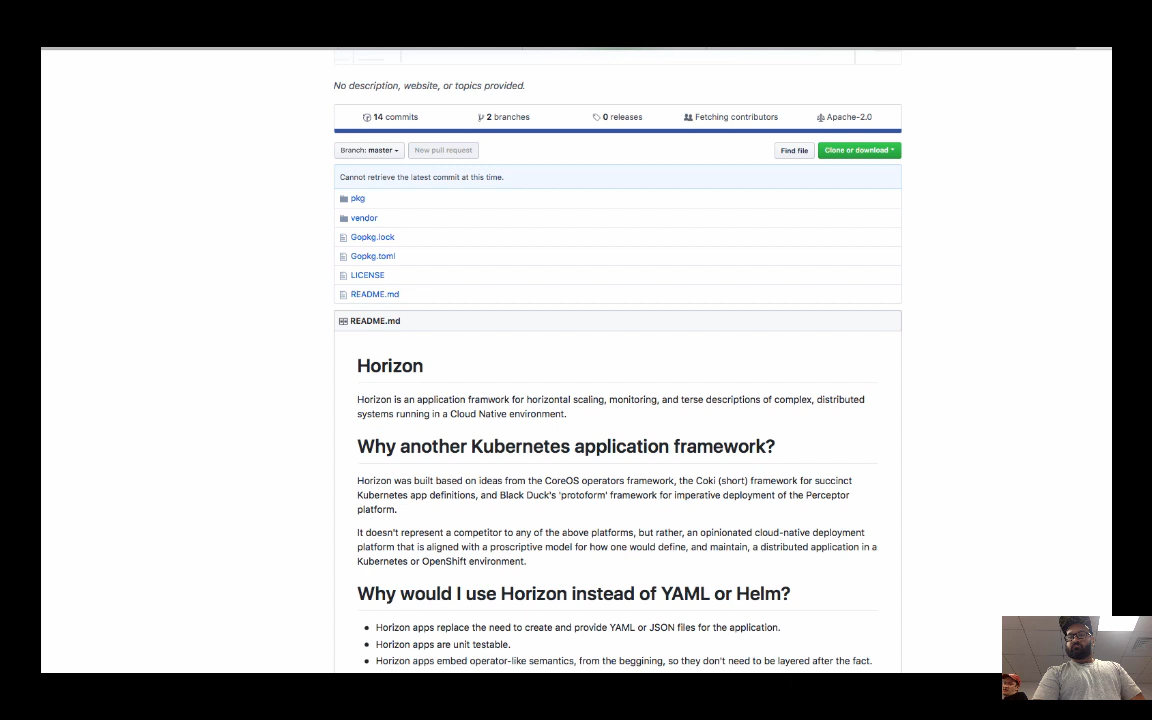 No description, website, or topics provided.
14 commits
2 branches
0 releases
Fetching contributors
Apache-2.0
Branch: master
New pull request
Find file
Clone or download
Cannot retrieve the latest commit at this time.
pkg
vendor
Gopkg.lock
Gopkg.toml
LICENSE
README.md
README.md
Horizon
Horizon is an application framwork for horizontal scaling, monitoring, and terse descriptions of complex, distributed
systems running in a Cloud Native environment.
Why another Kubernetes application framework?
Horizon was built based on ideas from the CoreOS operators framework, the Coki (short) framework for succinct
Kubernetes app definitions, and Black Duck's 'protoform' framework for imperative deployment of the Perceptor
platform.
It doesn't represent a competitor to any of the above platforms, but rather, an opinionated cloud-native deployment
platform that is aligned with a proscriptive model for how one would define, and maintain, a distributed application in a
Kubernetes or OpenShift environment.
Why would I use Horizon instead of YAML or Helm?
Horizon apps replace the need to create and provide YAML or JSON files for the application.
Horizon apps are unit testable.
Horizon apps embed operator-like semantics, from the beggining, so they don't need to be layered after the fact.